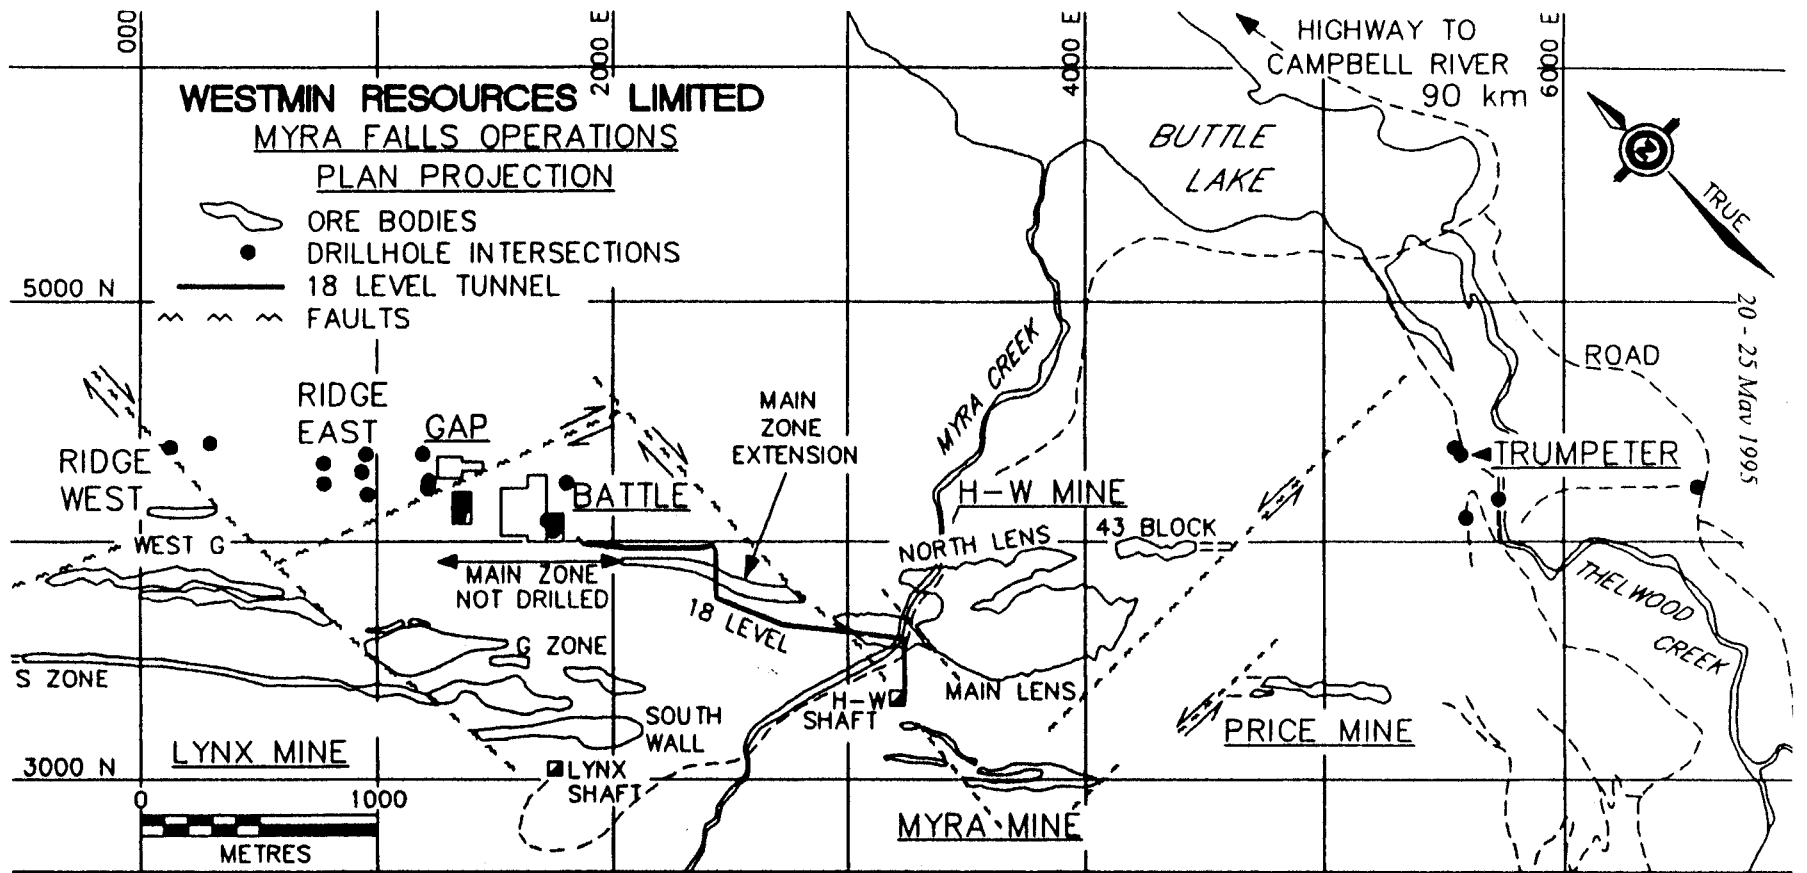 000
2000 E
4000 E
6000 E
HIGHWAY TO
CAMPBELL RIVER
90 km
WESTMIN RESOURCES LIMITED
MYRA FALLS OPERATIONS
PLAN PROJECTION
ORE BODIES
DRILLHOLE INTERSECTIONS
18 LEVEL TUNNEL
FAULTS
BUTTLE
LAKE
N
TRUE
5000 N
20 - 25 May 1995
MYRA CREEK
ROAD
RIDGE
EAST
GAP
MAIN
ZONE
EXTENSION
RIDGE
WEST
BATTLE
H-W MINE
TRUMPETER
WEST G
NORTH LENS
43 BLOCK
MAIN ZONE
NOT DRILLED
18 LEVEL
THELWOOD
CREEK
G ZONE
S ZONE
MAIN LENS
H-W
SHAFT
SOUTH
WALL
PRICE MINE
LYNX MINE
3000 N
LYNX
SHAFT
0
1000
METRES
MYRA MINE